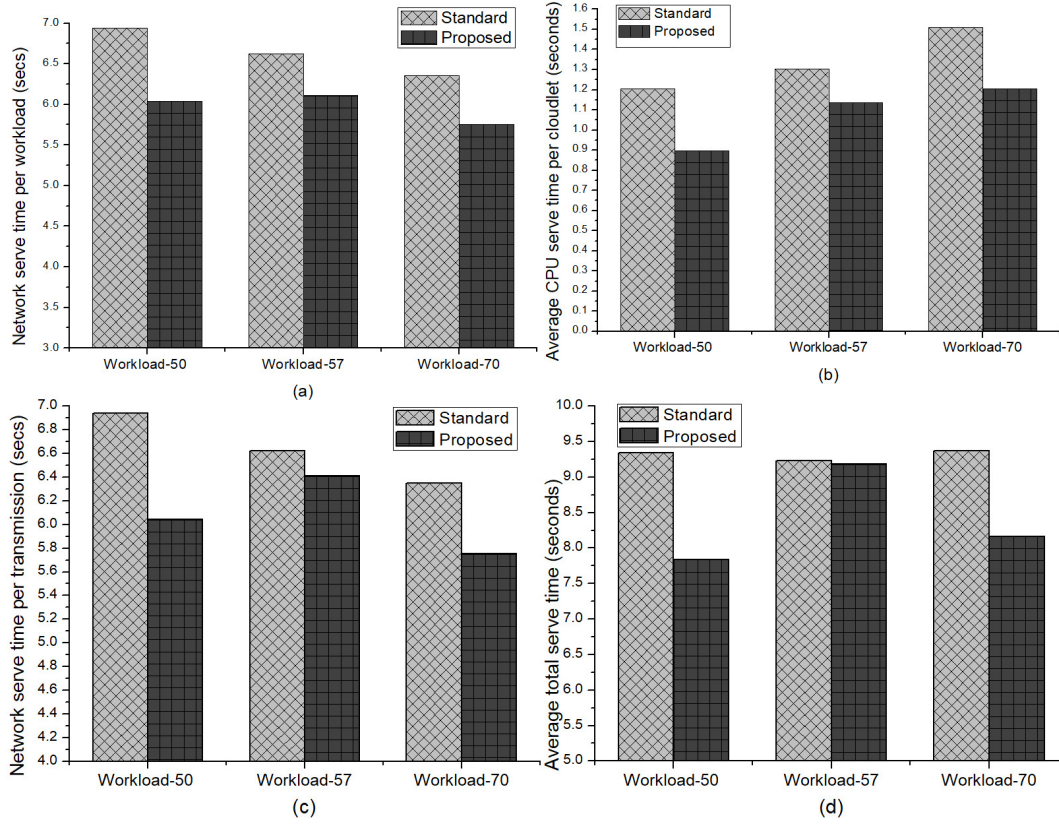 Network serve time per workload (secs)
7.0
6.5
6.0
5.5
5.0
4.5
4.0
3.5
3.0
Standard
Proposed
Workload-50 Workload-57 Workload-70
(a)
Average CPU serve time per cloudlet (seconds)
1.6
1.5
1.4
1.3
1.2
1.1
1.0
0.9
0.8
0.7
0.6
0.5
0.4
0.3
0.2
0.1
0.0
Standard
Proposed
Workload-50 Workload-57 Workload-70
(b)
Network serve time per transmission (secs)
7.0
6.8
6.6
6.4
6.2
6.0
5.8
5.6
5.4
5.2
5.0
4.8
4.6
4.4
4.2
4.0
Standard
Proposed
Workload-50 Workload-57 Workload-70
(c)
Average total serve time (seconds)
10.0
9.5
9.0
8.5
8.0
7.5
7.0
6.5
6.0
5.5
5.0
Standard
Proposed
Workload-50 Workload-57 Workload-70
(d)